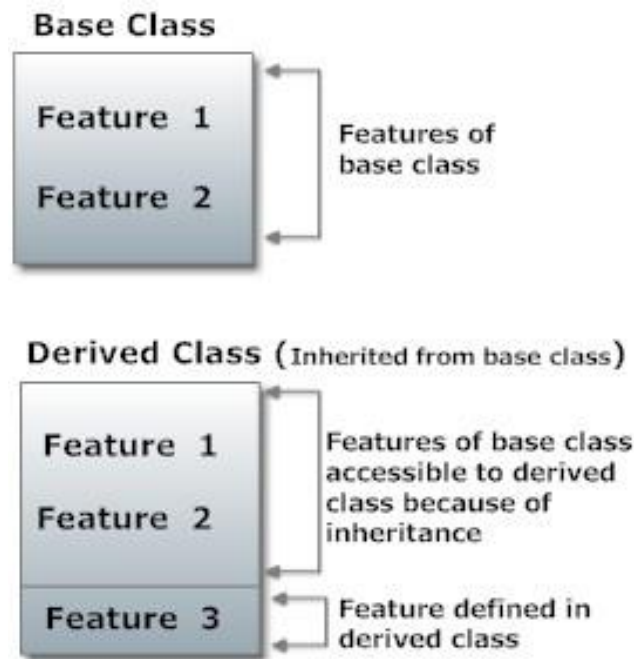 Base Class
Feature 1
Feature 2
Features of
base class
Derived Class (Inherited from base class)
Feature 1
Feature 2
Features of base class
accessible to derived
class because of
inheritance
Feature 3
Feature defined in
derived class